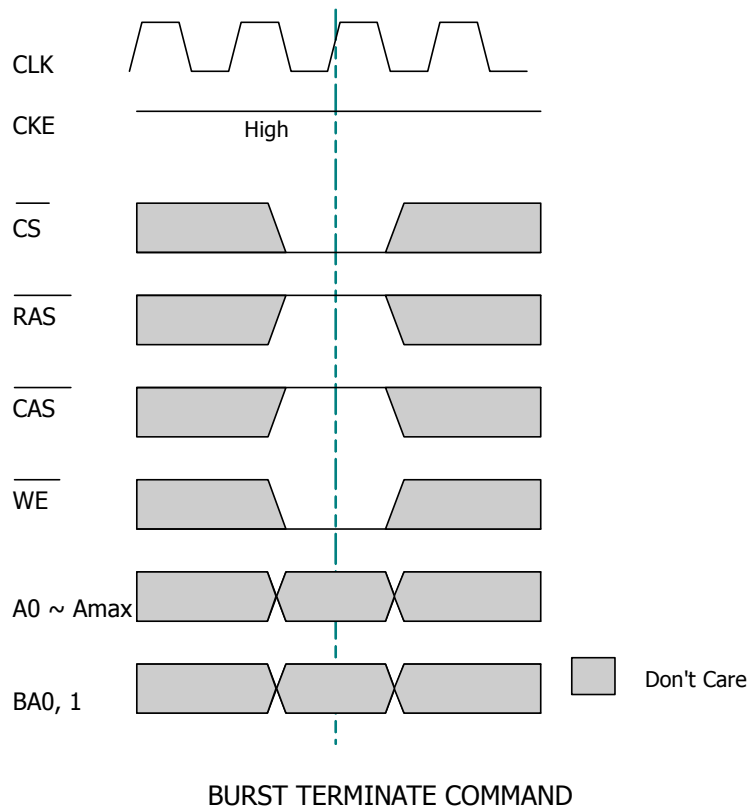 CLK
CKE
High
CS
RAS
CAS
WE
A0 ~ Amax
BA0, 1
Don't Care
BURST TERMINATE COMMAND